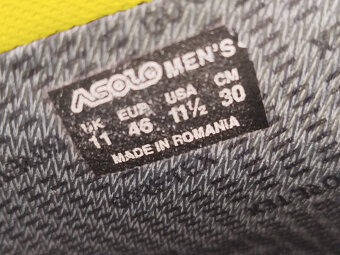 ASOLO MEN'S
UK EUR USA CM
11 46 11½ 30
MADE IN ROMANIA